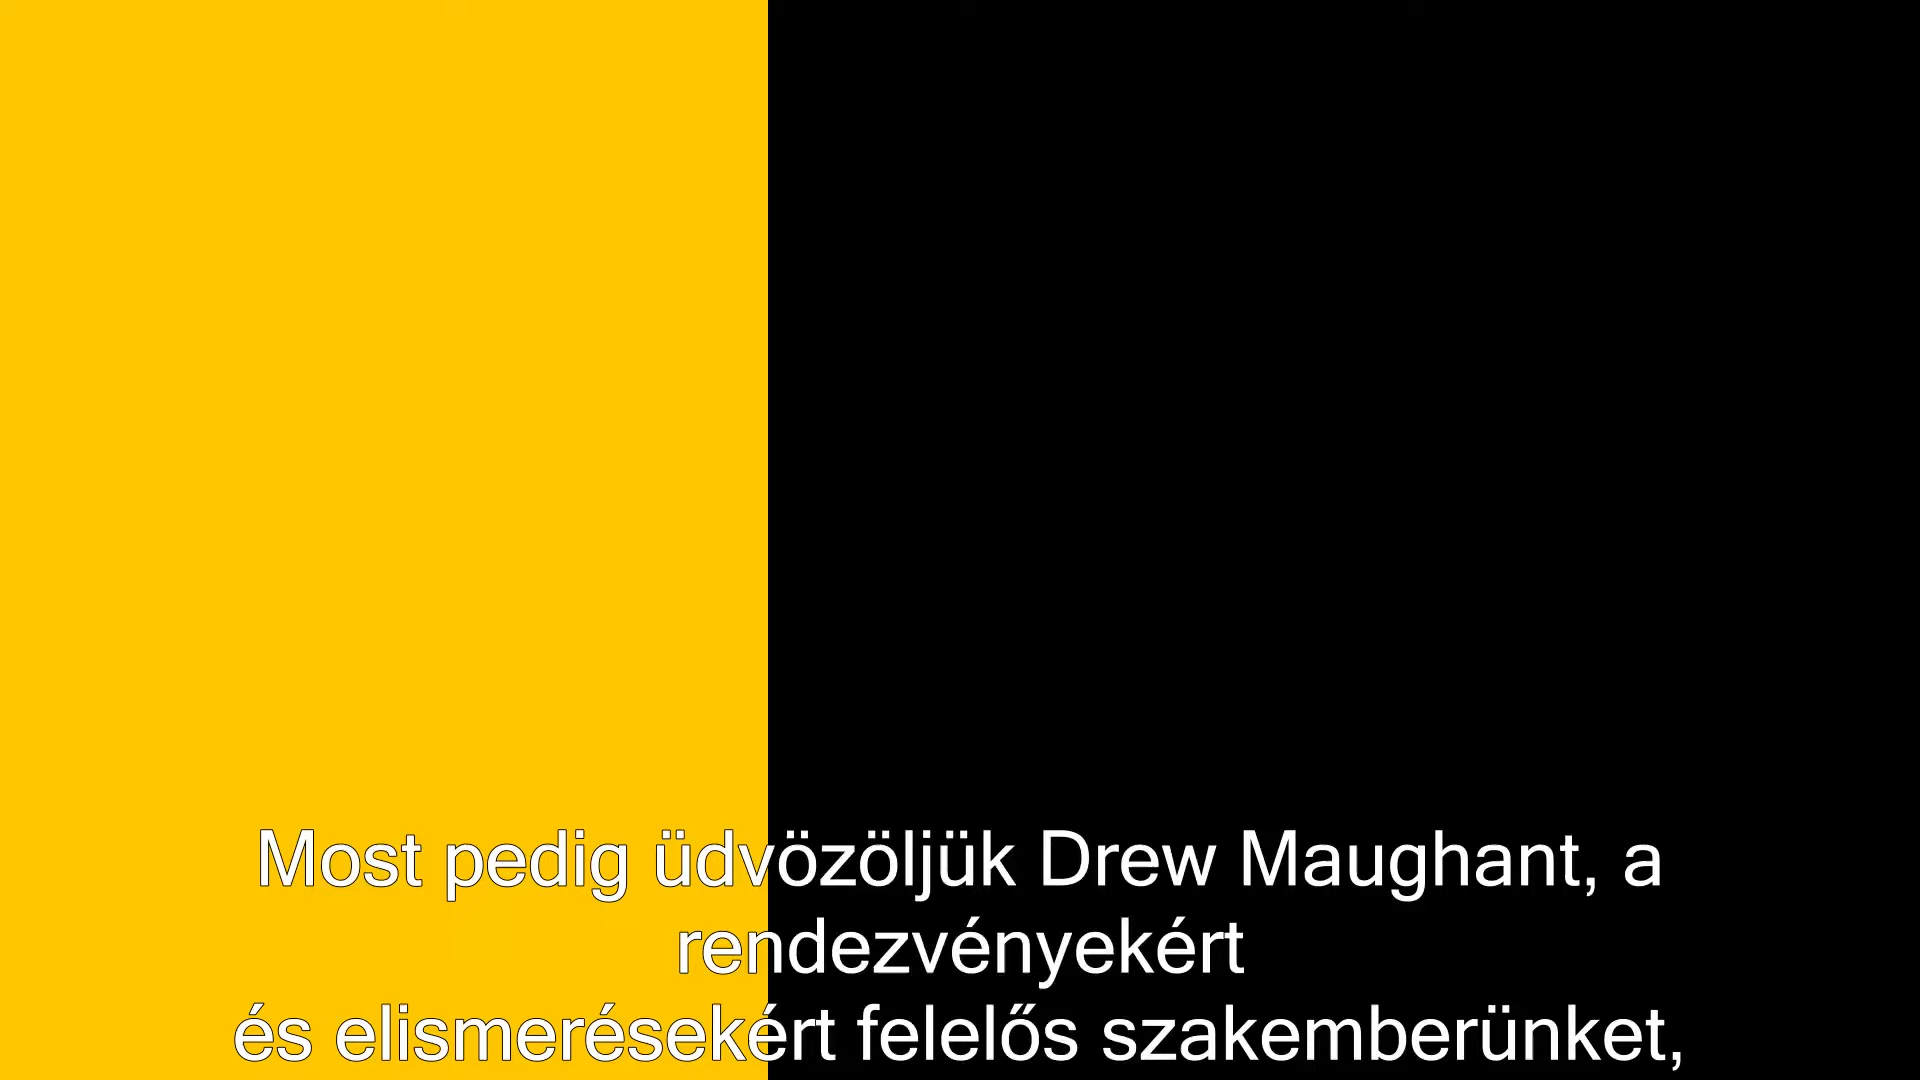 Most pedig üdvözöljük Drew Maughant, a
rendezvényekért
és elismerésekért felelős szakemberünket,